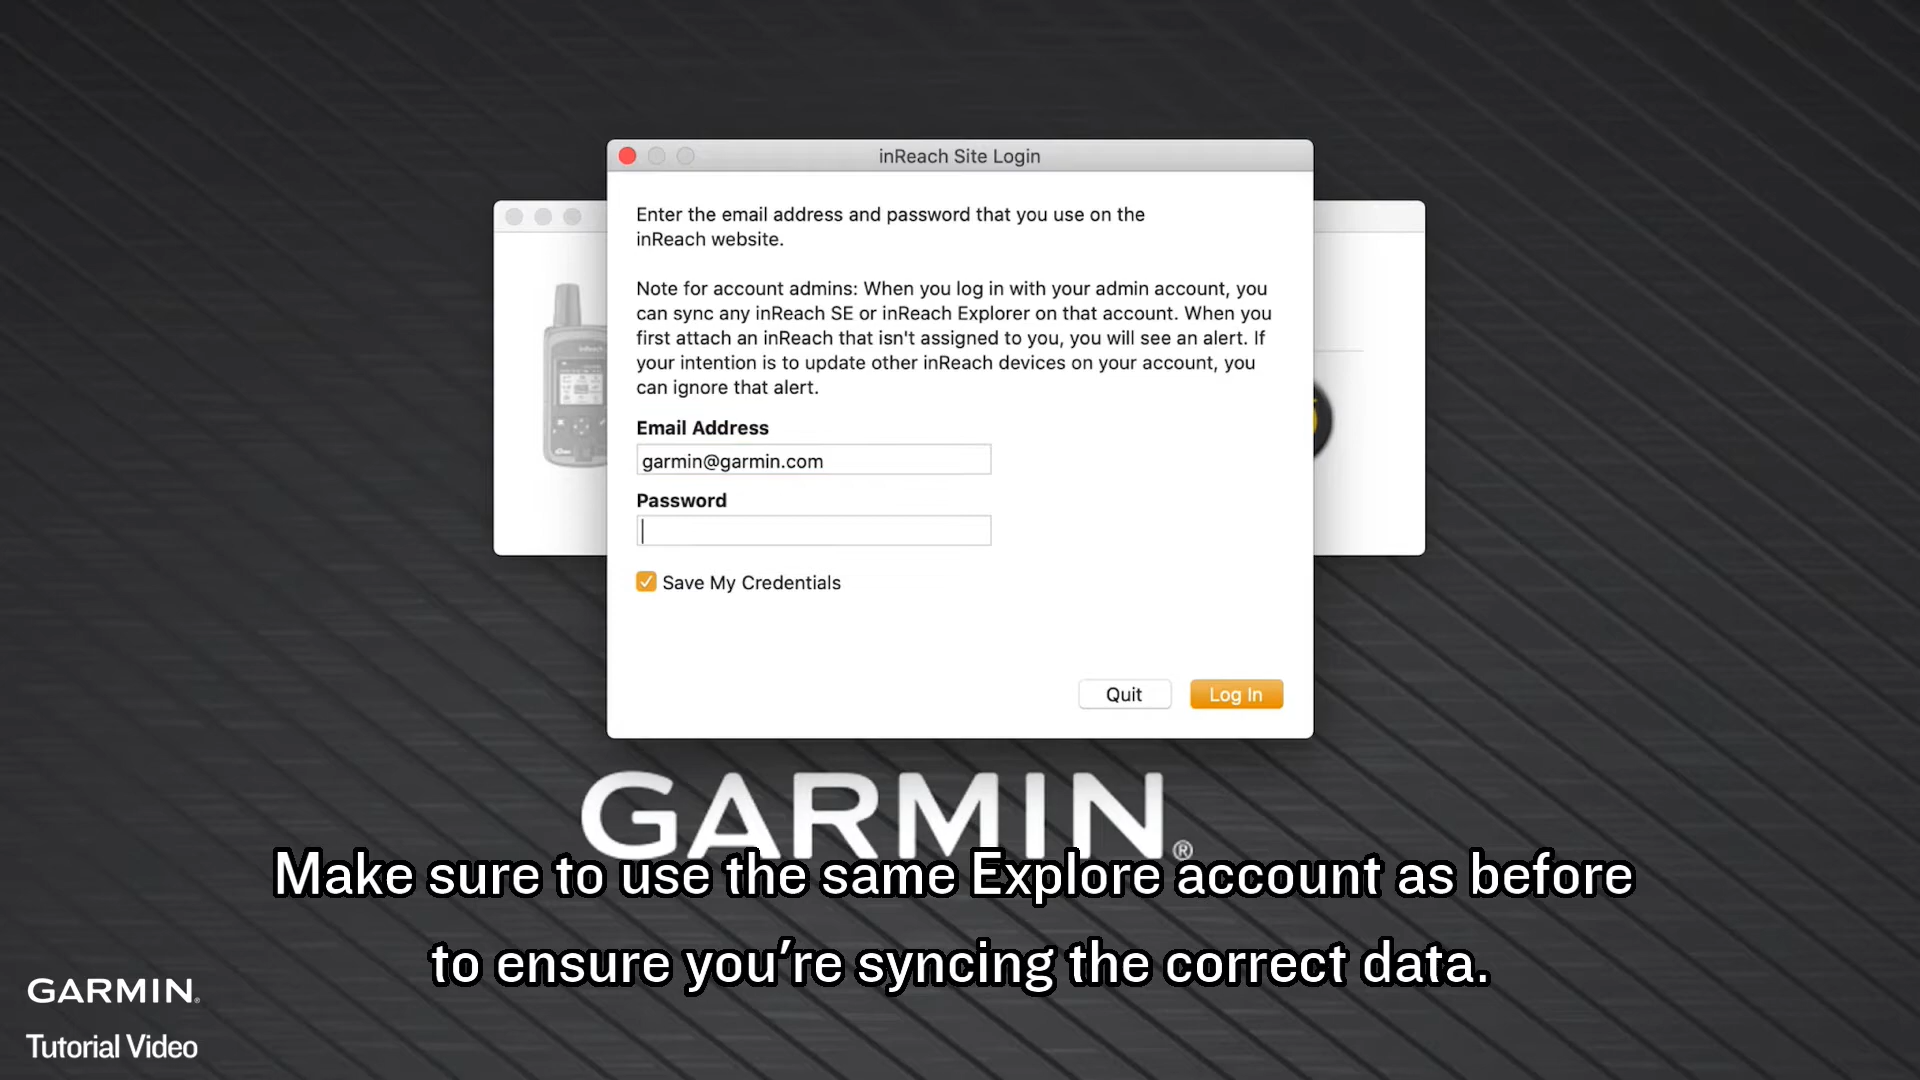 inReach Site Login
Enter the email address and password that you use on the
inReach website.
Note for account admins: When you log in with your admin account, you
can sync any inReach SE or inReach Explorer on that account. When you
first attach an inReach that isn't assigned to you, you will see an alert. If
your intention is to update other inReach devices on your account, you
can ignore that alert.
Email Address
garmin@garmin.com
Password
Save My Credentials
Quit
Log In
GARMIN®
Make sure to use the same Explore account as before
to ensure you’re syncing the correct data.
GARMIN®
Tutorial Video